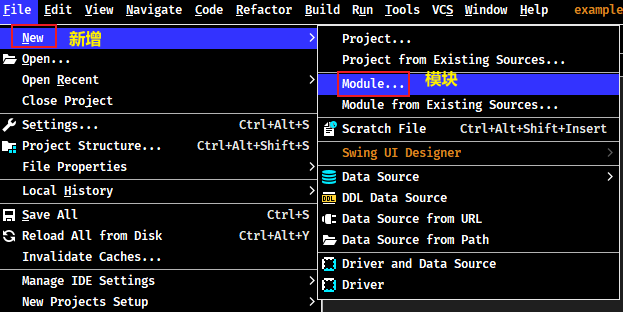 File Edit View Navigate Code Refactor Build Run Tools VCS Window Help example
New 新增
Open...
Open Recent
Close Project
Settings... Ctrl+Alt+S
Project Structure... Ctrl+Alt+Shift+S
File Properties
Local History
Save All Ctrl+S
Reload All from Disk Ctrl+Alt+Y
Invalidate Caches...
Manage IDE Settings
New Projects Setup
Project...
Project from Existing Sources...
Module... 模块
Module from Existing Sources...
Scratch File Ctrl+Alt+Shift+Insert
Swing UI Designer
Data Source
DDL DDL Data Source
Data Source from URL
Data Source from Path
Driver and Data Source
Driver